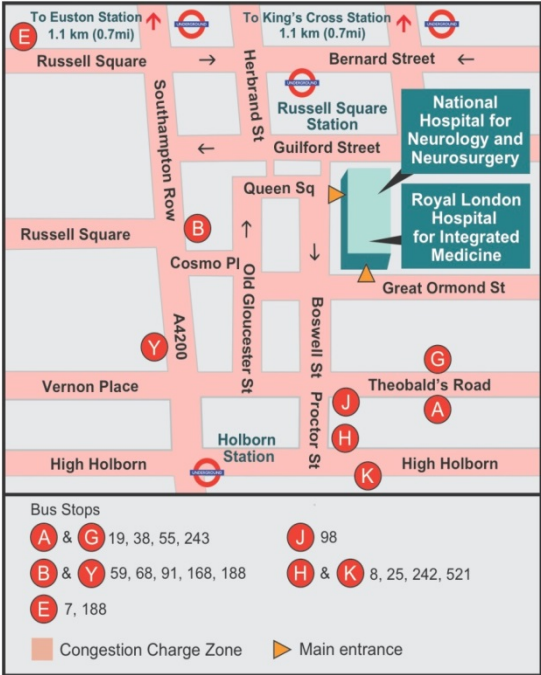 To Euston Station
1.1 km (0.7mi)
UNDERGROUND
To King's Cross Station
1.1 km (0.7mi)
UNDERGROUND
E
Russell Square
→
Herbrand St
Bernard Street
←
UNDERGROUND
Russell Square
Station
National
Hospital for
Neurology and
Neurosurgery
Southampton Row
←
Guilford Street
Queen Sq
Royal London
Hospital
for Integrated
Medicine
Russell Square
B
↑
↓
Cosmo Pl
Old Gloucester St
Great Ormond St
Boswell St
A4200
Y
G
Vernon Place
Theobald's Road
Proctor St
J
A
H
Holborn
Station
High Holborn
UNDERGROUND
K
High Holborn
Bus Stops
A & G 19, 38, 55, 243
J 98
B & Y 59, 68, 91, 168, 188
H & K 8, 25, 242, 521
E 7, 188
Congestion Charge Zone
Main entrance